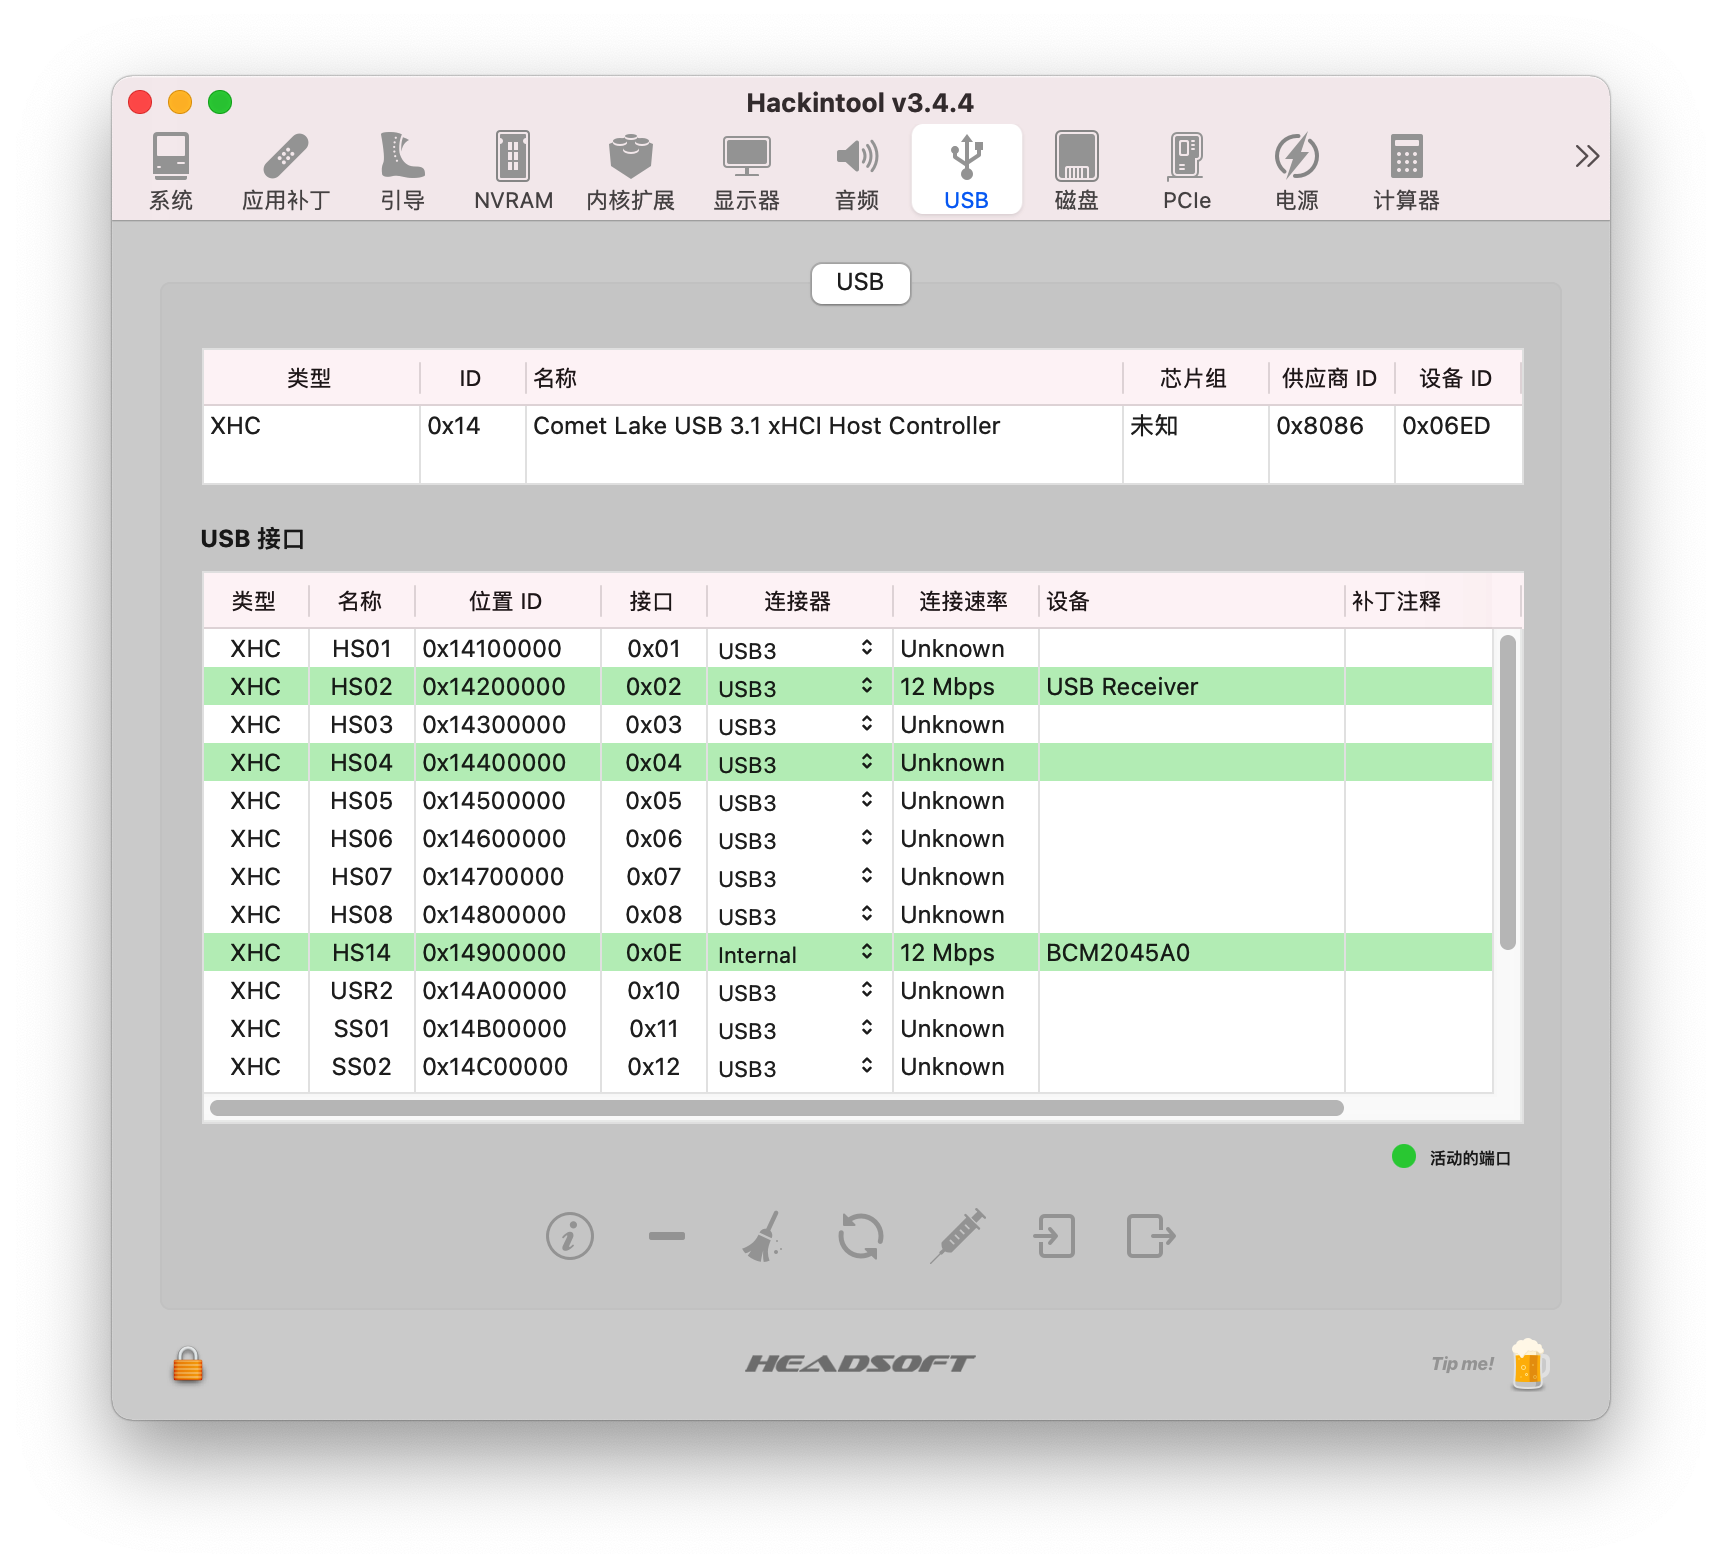 Hackintool v3.4.4
系统 应用补丁 引导 NVRAM 内核扩展 显示器 音频 USB 磁盘 PCIe 电源 计算器
USB
类型 ID 名称 芯片组 供应商 ID 设备 ID
XHC 0x14 Comet Lake USB 3.1 xHCI Host Controller 未知 0x8086 0x06ED
USB 接口
类型 名称 位置 ID 接口 连接器 连接速率 设备 补丁注释
XHC HS01 0x14100000 0x01 USB3 Unknown
XHC HS02 0x14200000 0x02 USB3 12 Mbps USB Receiver
XHC HS03 0x14300000 0x03 USB3 Unknown
XHC HS04 0x14400000 0x04 USB3 Unknown
XHC HS05 0x14500000 0x05 USB3 Unknown
XHC HS06 0x14600000 0x06 USB3 Unknown
XHC HS07 0x14700000 0x07 USB3 Unknown
XHC HS08 0x14800000 0x08 USB3 Unknown
XHC HS14 0x14900000 0x0E Internal 12 Mbps BCM2045A0
XHC USR2 0x14A00000 0x10 USB3 Unknown
XHC SS01 0x14B00000 0x11 USB3 Unknown
XHC SS02 0x14C00000 0x12 USB3 Unknown
活动的端口
HEADSOFT
Tip me!